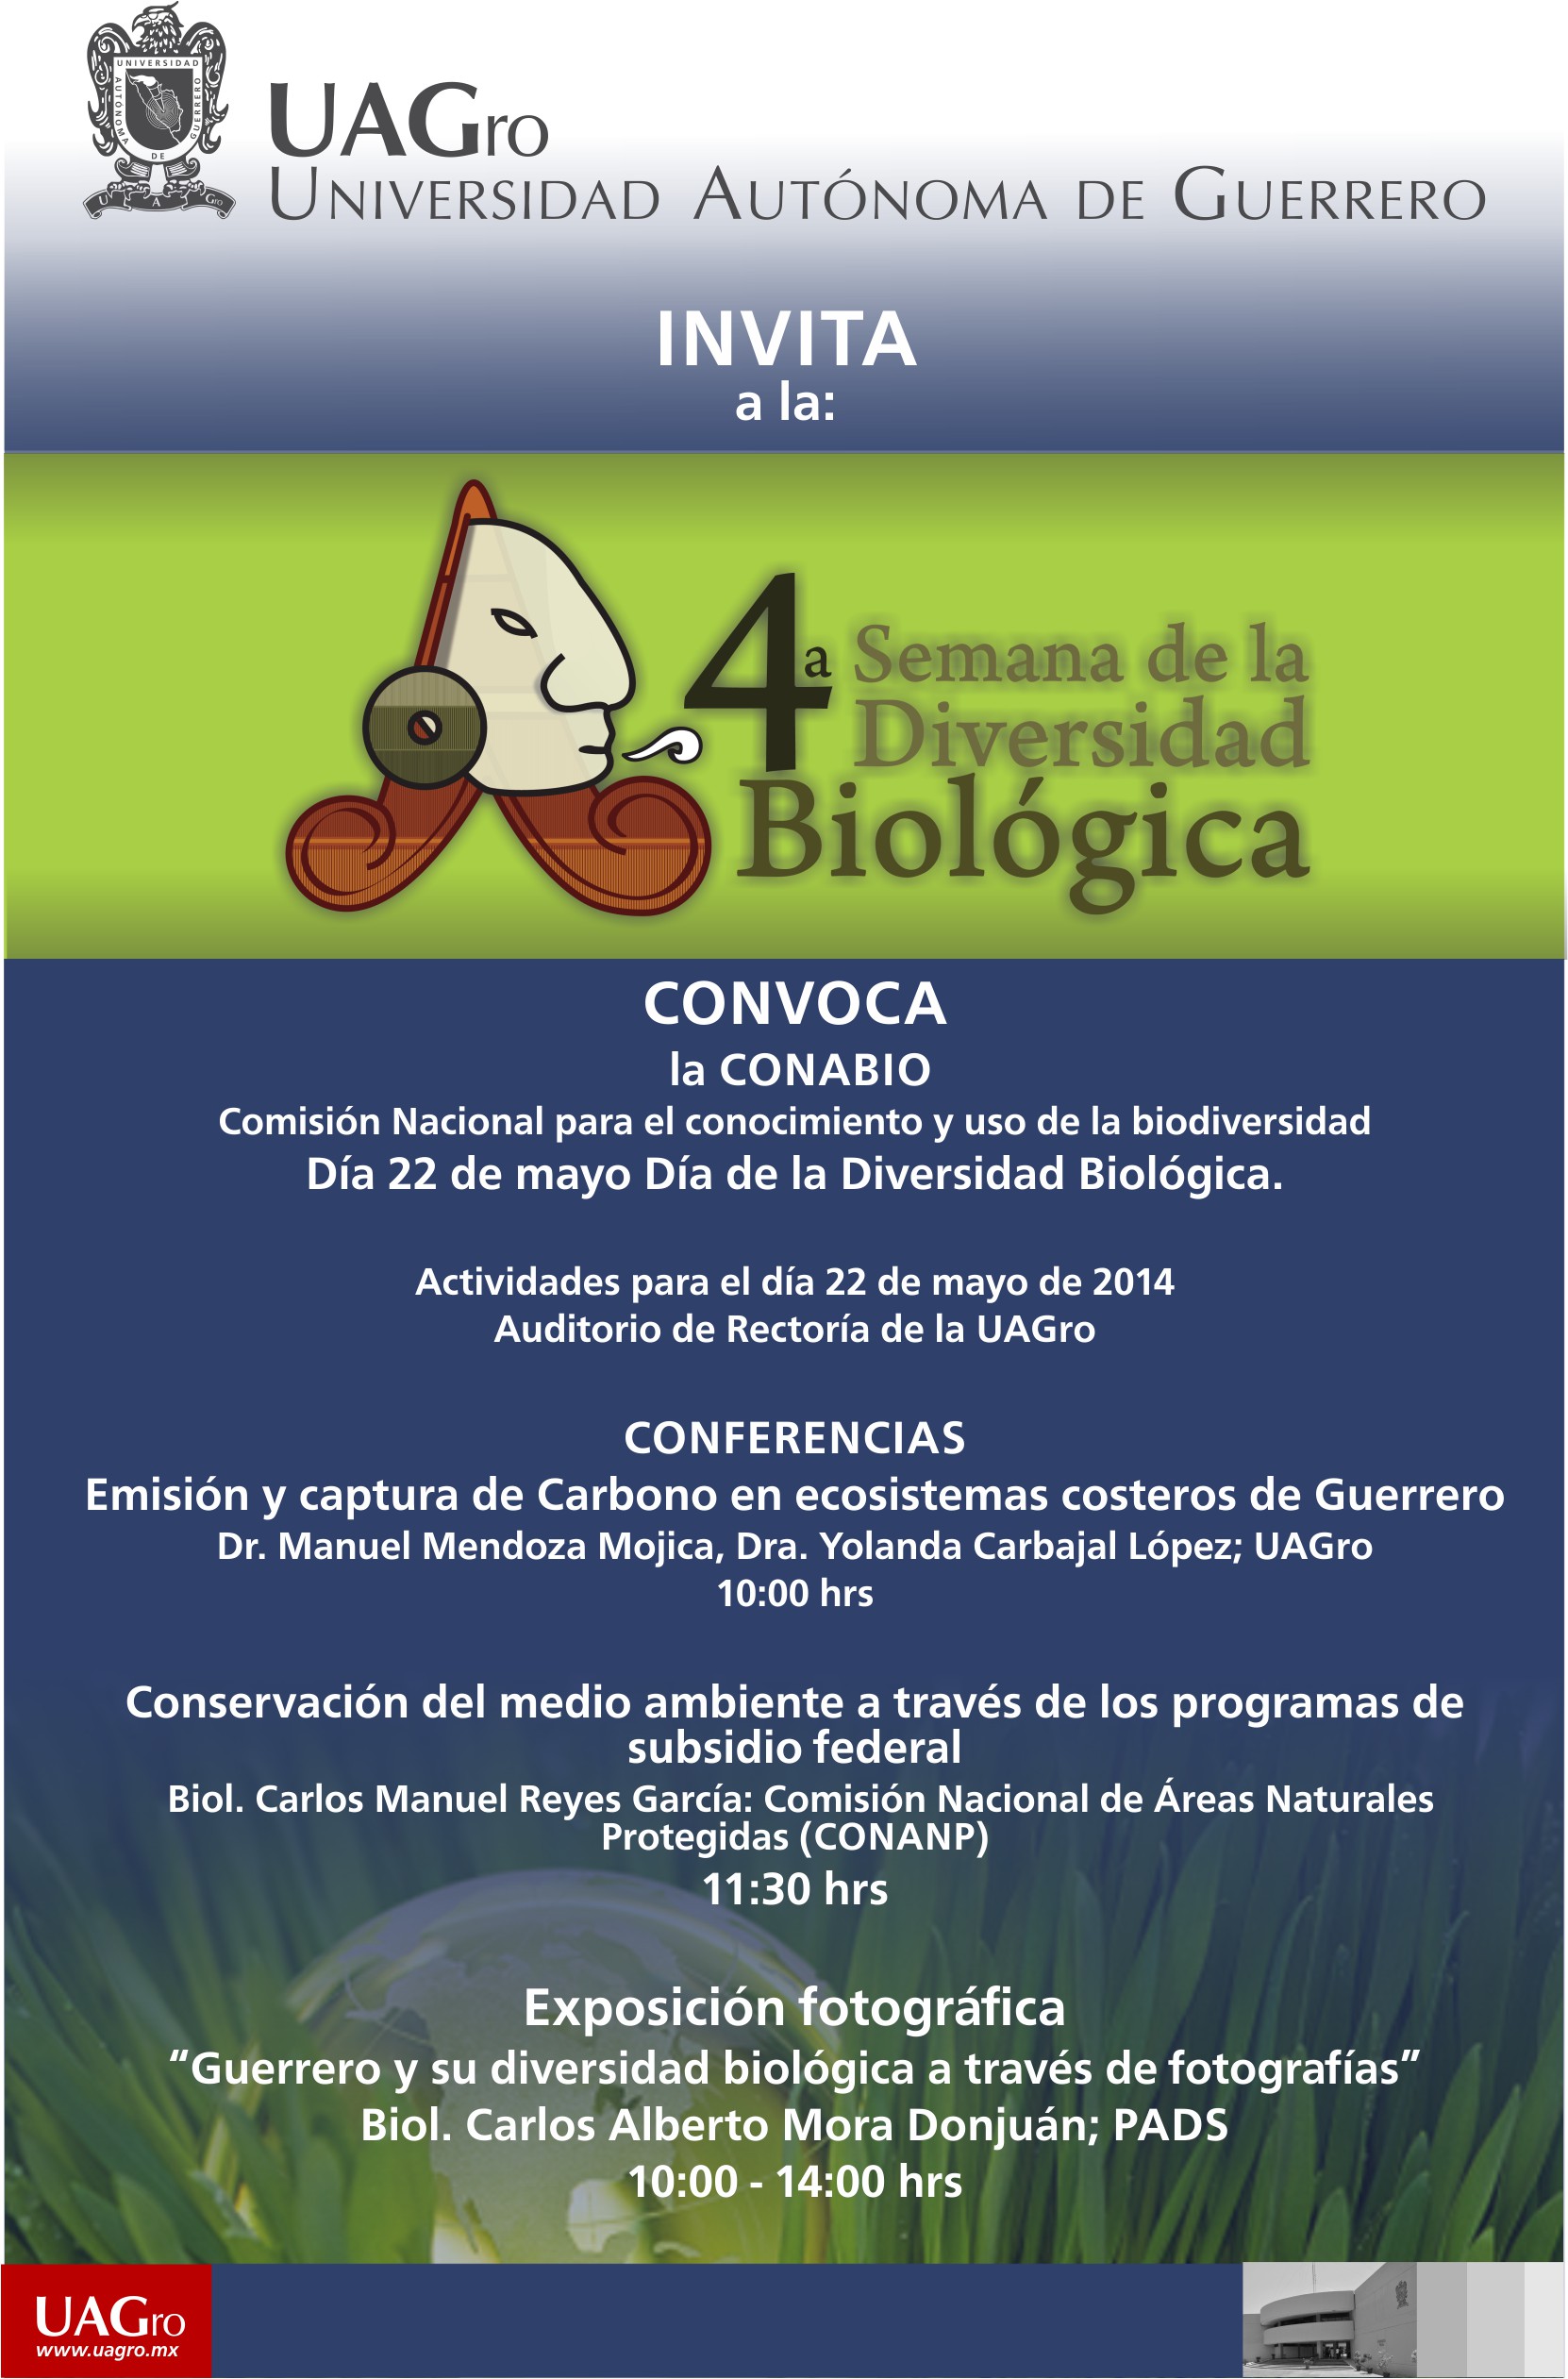 UNIVERSIDAD
AUTÓNOMA
DE
GUERRERO
U A Gro
UAGro
UNIVERSIDAD AUTÓNOMA DE GUERRERO
INVITA
a la:
4a Semana de la
Diversidad
Biológica
CONVOCA
la CONABIO
Comisión Nacional para el conocimiento y uso de la biodiversidad
Día 22 de mayo Día de la Diversidad Biológica.
Actividades para el día 22 de mayo de 2014
Auditorio de Rectoría de la UAGro
CONFERENCIAS
Emisión y captura de Carbono en ecosistemas costeros de Guerrero
Dr. Manuel Mendoza Mojica, Dra. Yolanda Carbajal López; UAGro
10:00 hrs
Conservación del medio ambiente a través de los programas de
subsidio federal
Biol. Carlos Manuel Reyes García: Comisión Nacional de Áreas Naturales
Protegidas (CONANP)
11:30 hrs
Exposición fotográfica
“Guerrero y su diversidad biológica a través de fotografías”
Biol. Carlos Alberto Mora Donjuán; PADS
10:00 - 14:00 hrs
UAGro
www.uagro.mx